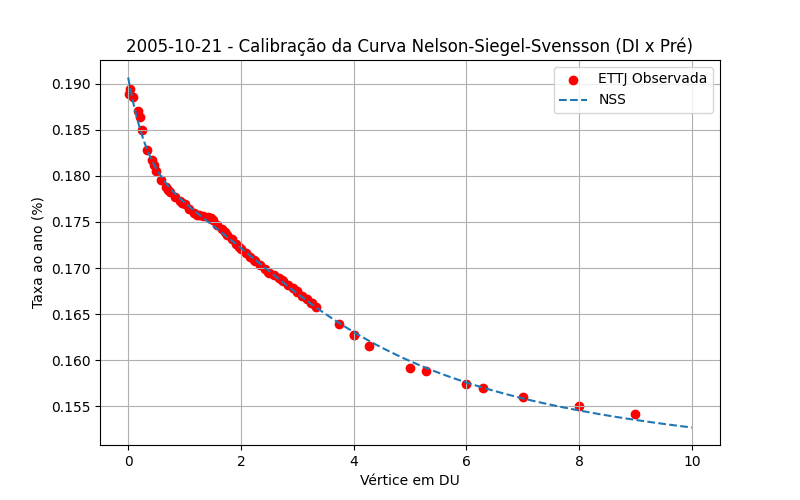 2005-10-21 - Calibração da Curva Nelson-Siegel-Svensson (DI x Pré)
ETTJ Observada
NSS
Taxa ao ano (%)
0.190
0.185
0.180
0.175
0.170
0.165
0.160
0.155
0 2 4 6 8 10
Vértice em DU